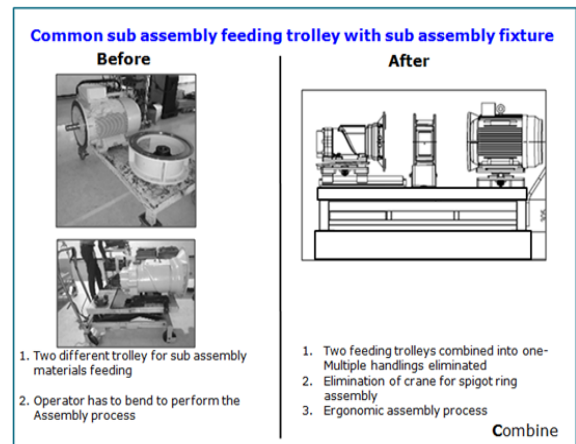 Common sub assembly feeding trolley with sub assembly fixture
Before
1. Two different trolley for sub assembly
materials feeding
2. Operator has to bend to perform the
Assembly process
After
1. Two feeding trolleys combined into one-
Multiple handlings eliminated
2. Elimination of crane for spigot ring
assembly
3. Ergonomic assembly process
Combine